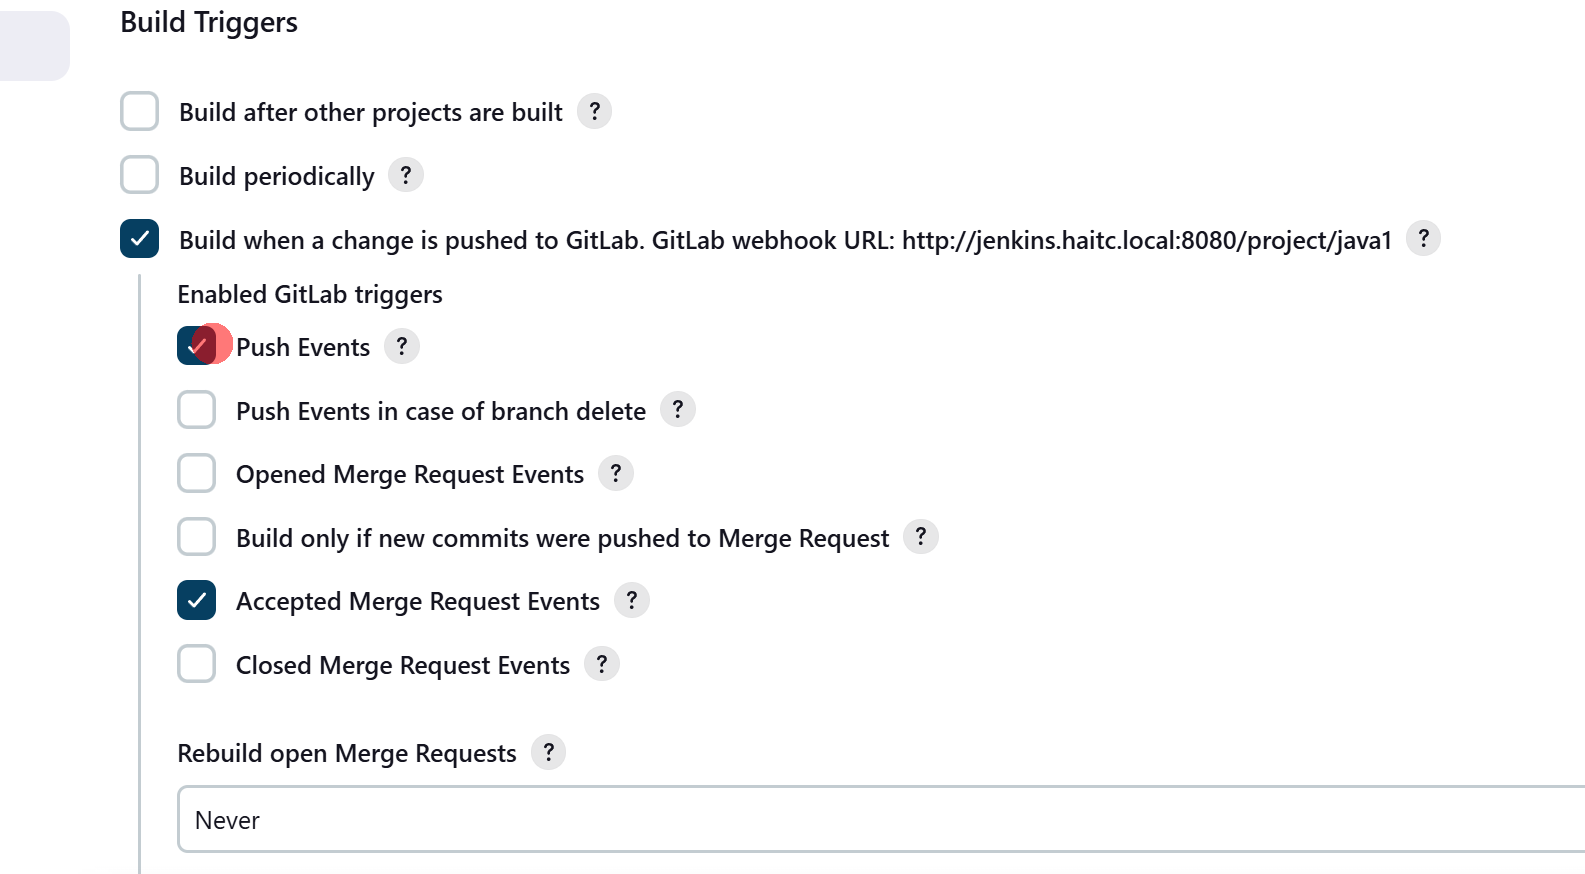 Build Triggers
Build after other projects are built ?
Build periodically ?
Build when a change is pushed to GitLab. GitLab webhook URL: http://jenkins.haitc.local:8080/project/java1 ?
Enabled GitLab triggers
Push Events ?
Push Events in case of branch delete ?
Opened Merge Request Events ?
Build only if new commits were pushed to Merge Request ?
Accepted Merge Request Events ?
Closed Merge Request Events ?
Rebuild open Merge Requests ?
Never